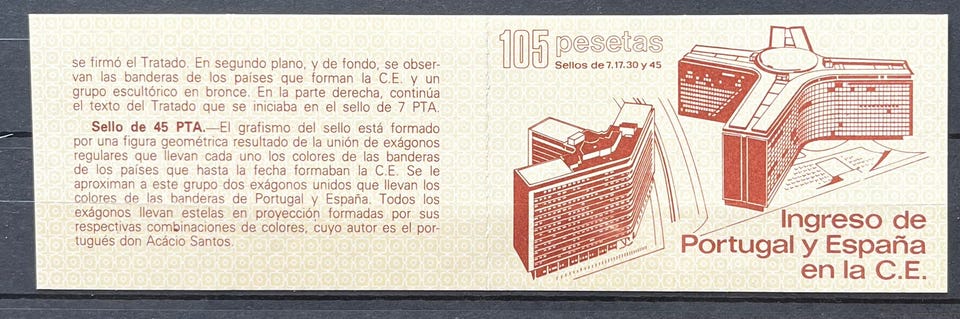 se firmó el Tratado. En segundo plano, y de fondo, se obser-
van las banderas de los países que forman la C.E. y un
grupo escultórico en bronce. En la parte derecha, continúa
el texto del Tratado que se iniciaba en el sello de 7 PTA.
Sello de 45 PTA.—El grafismo del sello está formado
por una figura geométrica resultado de la unión de exágonos
regulares que llevan cada uno los colores de las banderas
de los países que hasta la fecha formaban la C.E. Se le
aproximan a este grupo dos exágonos unidos que llevan los
colores de las banderas de Portugal y España. Todos los
exágonos llevan estelas en proyección formadas por sus
respectivas combinaciones de colores, cuyo autor es el por-
tugués don Acácio Santos.
105 pesetas
Sellos de 7.17.30 y 45
Ingreso de
Portugal y España
en la C.E.